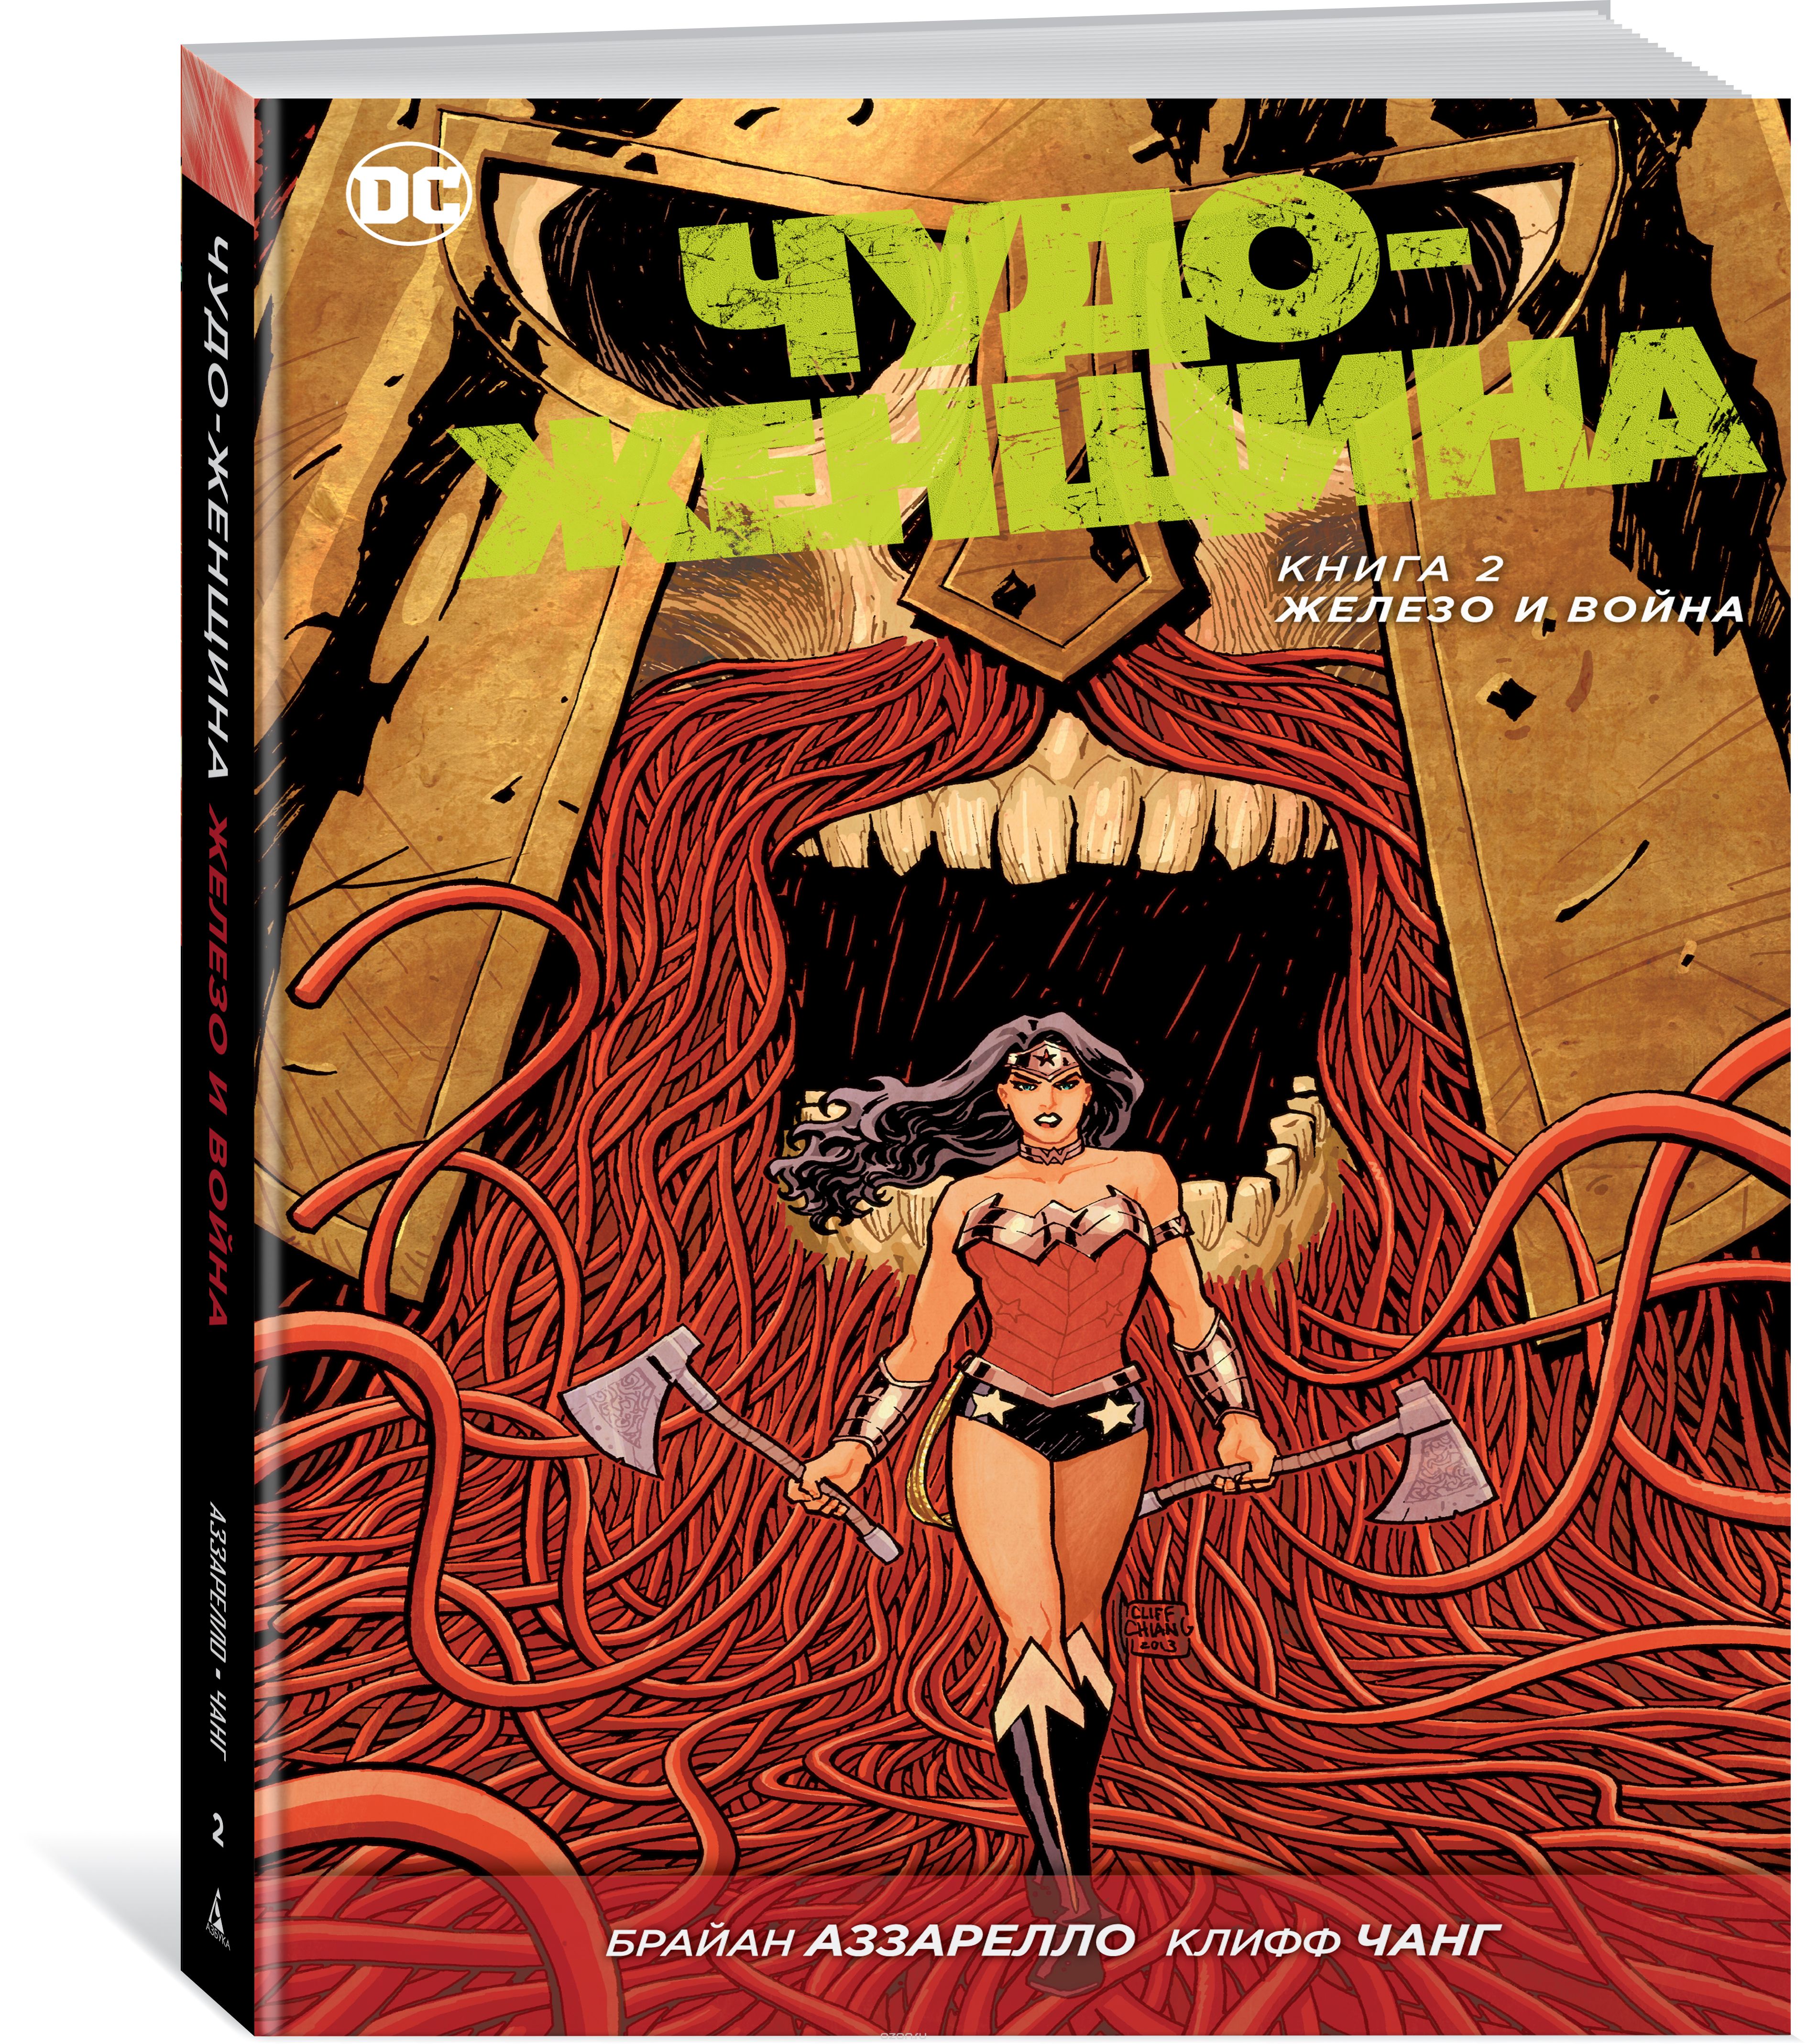 DC
ЧУДО-
ЖЕНЩИНА
КНИГА 2
ЖЕЛЕЗО И ВОЙНА
CLIFF
CHIANG
2013
БРАЙАН АЗЗАРЕЛЛО КЛИФФ ЧАНГ
ЧУДО-ЖЕНЩИНА ЖЕЛЕЗО И ВОЙНА АЗЗАРЕЛЛО · ЧАНГ 2
АЗБУКА